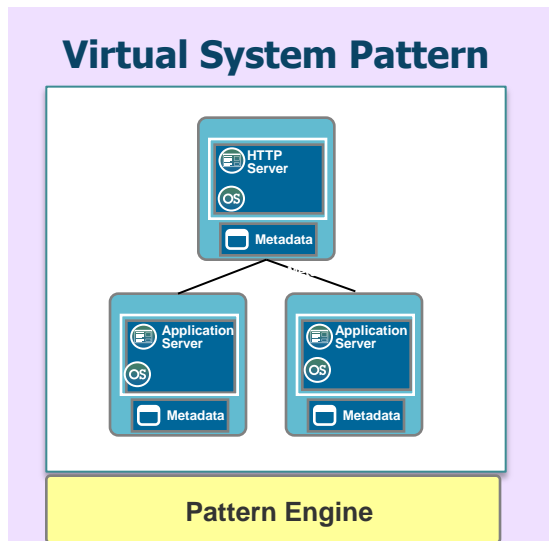 Virtual System Pattern
HTTP
Server
OS
Metadata
Application
Server
OS
Metadata
Application
Server
OS
Metadata
Pattern Engine